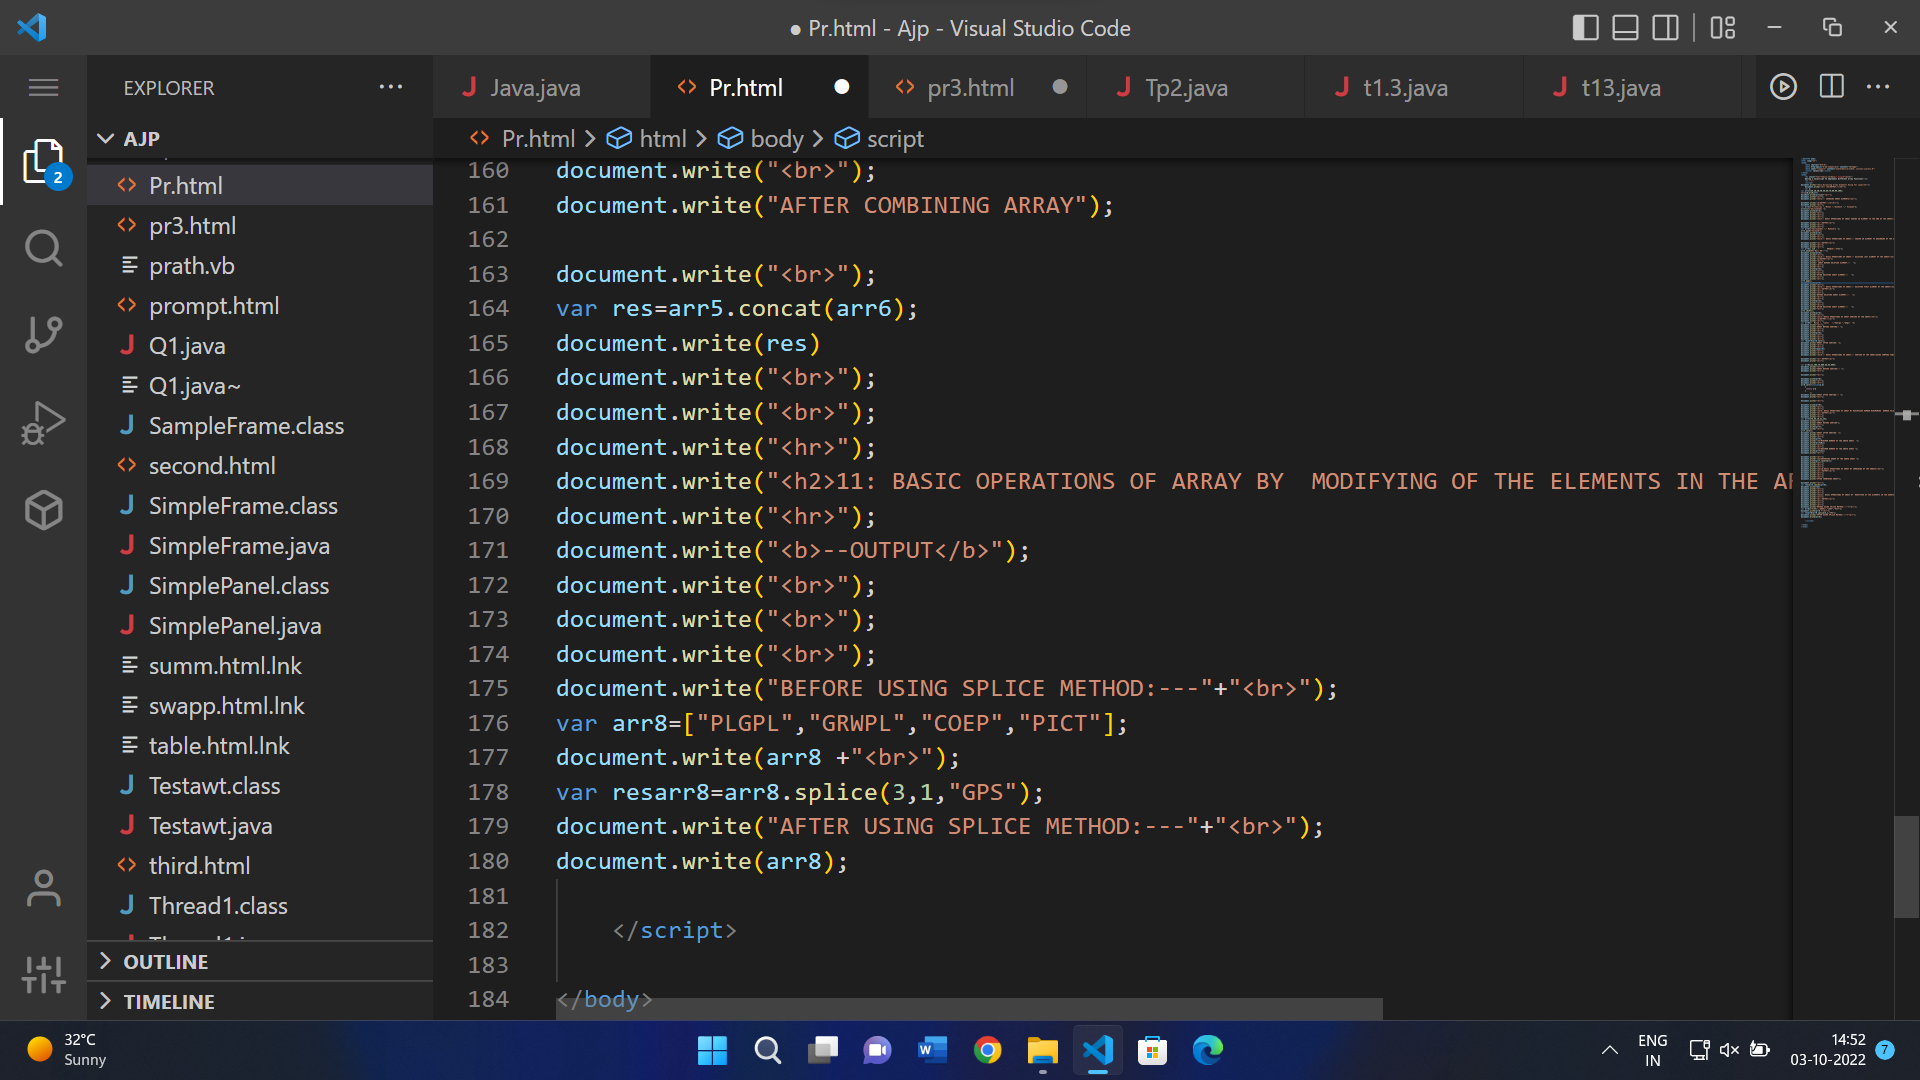 ● Pr.html - Ajp - Visual Studio Code
EXPLORER
Java.java
Pr.html
pr3.html
Tp2.java
t1.3.java
t13.java
AJP
Pr.html > html > body > script
2
Pr.html
pr3.html
prath.vb
prompt.html
Q1.java
Q1.java~
SampleFrame.class
second.html
SimpleFrame.class
SimpleFrame.java
SimplePanel.class
SimplePanel.java
summ.html.lnk
swapp.html.lnk
table.html.lnk
Testawt.class
Testawt.java
third.html
Thread1.class
OUTLINE
TIMELINE
160 document.write("<br>");
161 document.write("AFTER COMBINING ARRAY");
162
163 document.write("<br>");
164 var res=arr5.concat(arr6);
165 document.write(res)
166 document.write("<br>");
167 document.write("<br>");
168 document.write("<hr>");
169 document.write("<h2>11: BASIC OPERATIONS OF ARRAY BY  MODIFYING OF THE ELEMENTS IN THE
170 document.write("<hr>");
171 document.write("<b>--OUTPUT</b>");
172 document.write("<br>");
173 document.write("<br>");
174 document.write("<br>");
175 document.write("BEFORE USING SPLICE METHOD:---"+"<br>");
176 var arr8=["PLGPL","GRWPL","COEP","PICT"];
177 document.write(arr8 +"<br>");
178 var resarr8=arr8.splice(3,1,"GPS");
179 document.write("AFTER USING SPLICE METHOD:---"+"<br>");
180 document.write(arr8);
181
182 </script>
183
184 </body>
32°C
Sunny
ENG
IN
14:52
03-10-2022
7